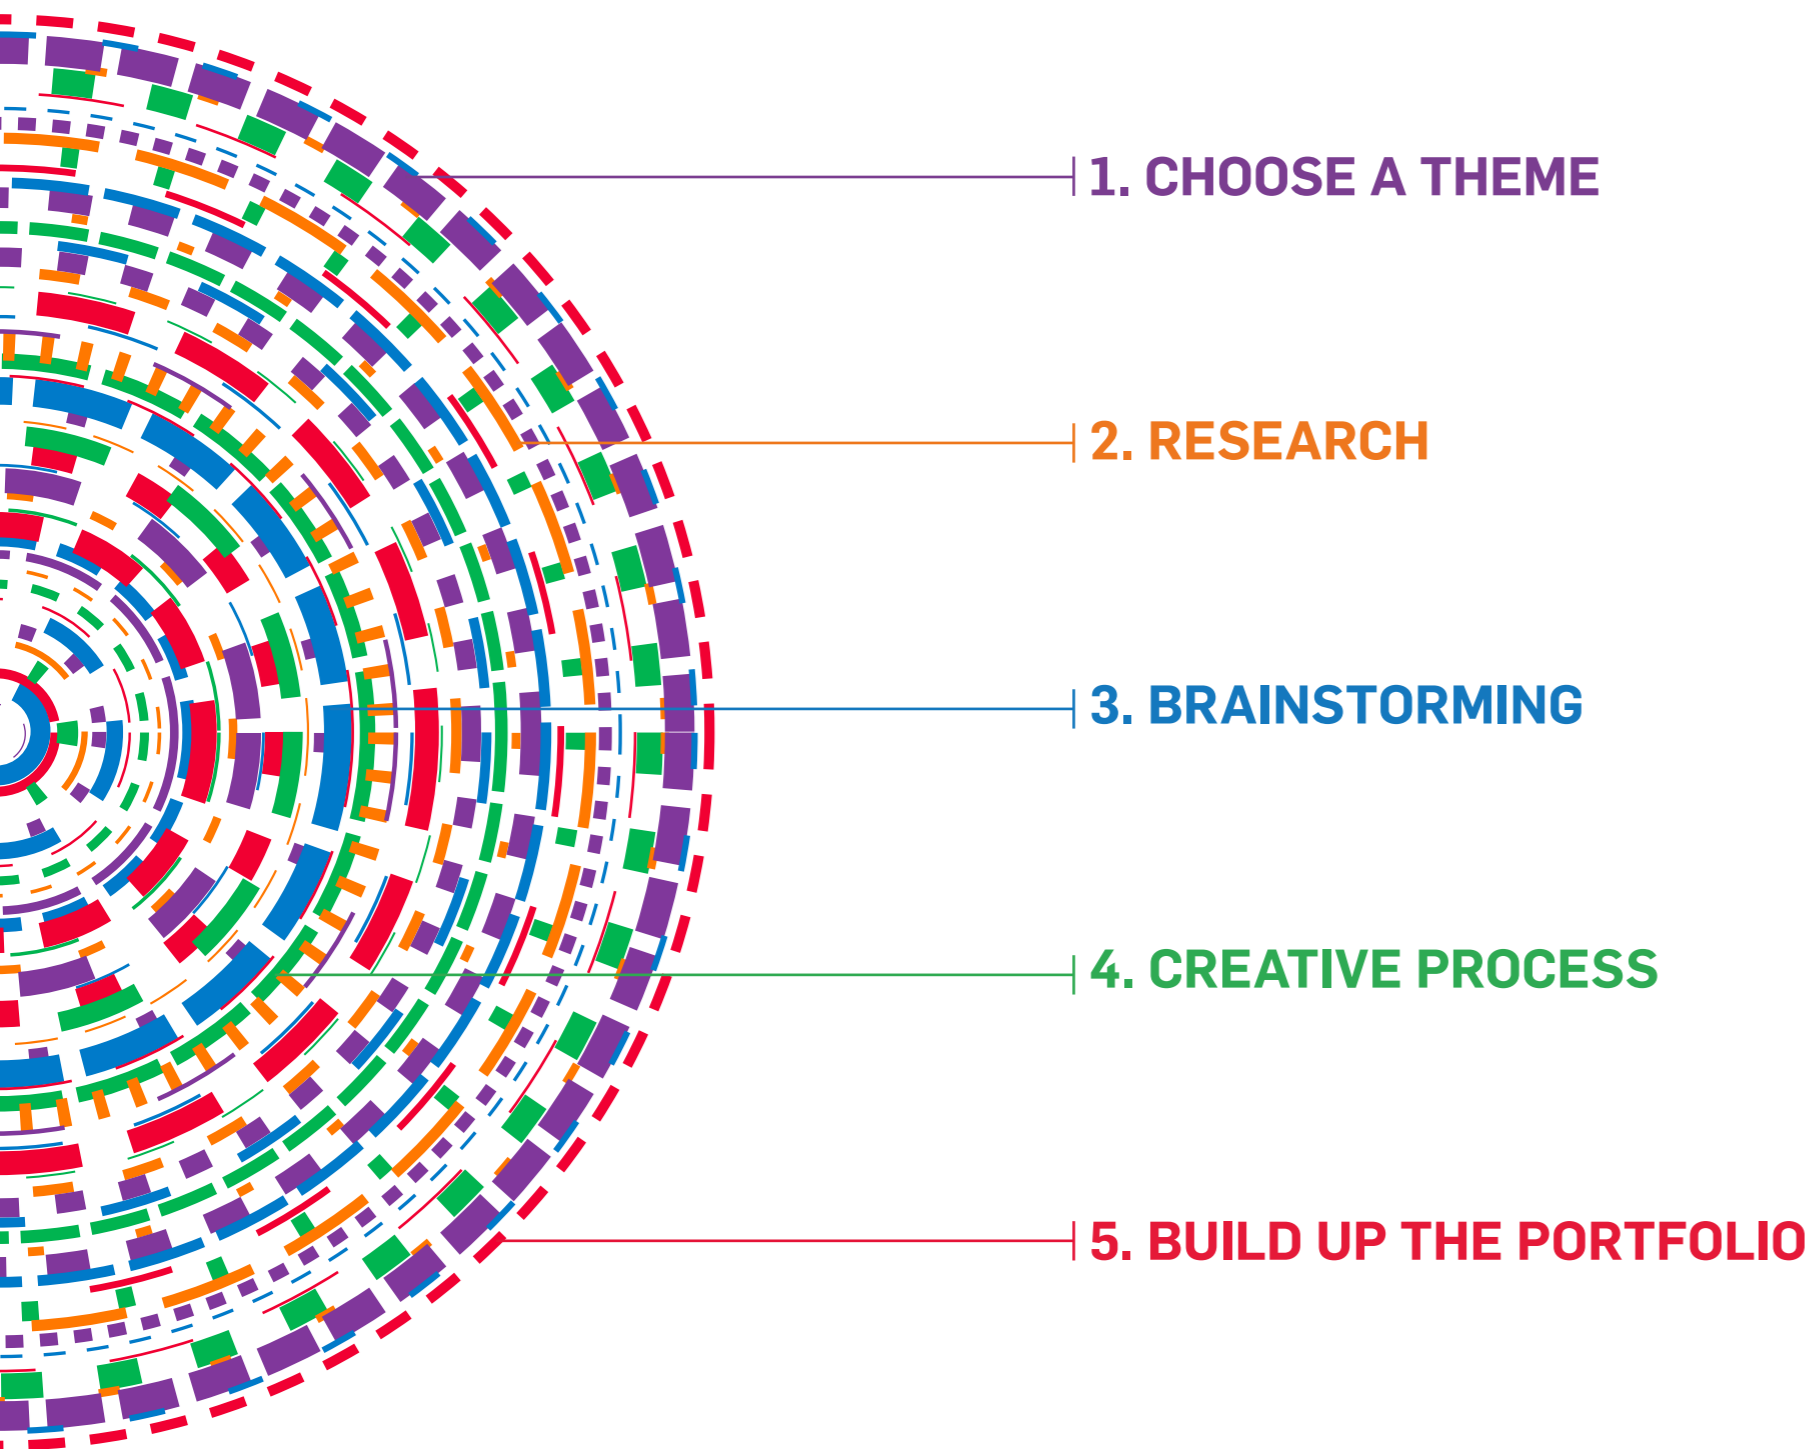 1. CHOOSE A THEME
2. RESEARCH
3. BRAINSTORMING
4. CREATIVE PROCESS
5. BUILD UP THE PORTFOLIO